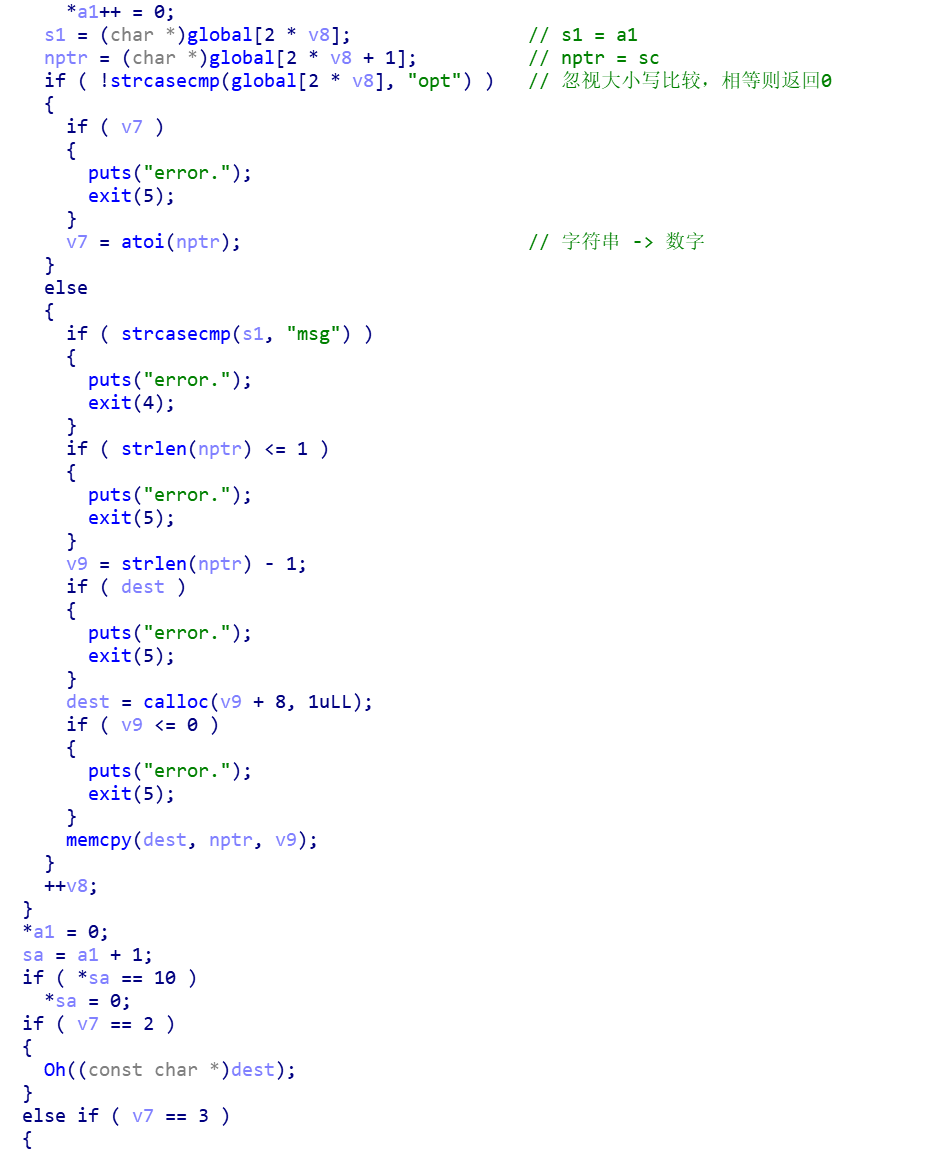 *a1++ = 0;
s1 = (char *)global[2 * v8]; // s1 = a1
nptr = (char *)global[2 * v8 + 1]; // nptr = sc
if ( !strcasecmp(global[2 * v8], "opt") ) // 忽视大小写比较，相等则返回0
{
if ( v7 )
{
puts("error.");
exit(5);
}
v7 = atoi(nptr); // 字符串 -> 数字
}
else
{
if ( strcasecmp(s1, "msg") )
{
puts("error.");
exit(4);
}
if ( strlen(nptr) <= 1 )
{
puts("error.");
exit(5);
}
v9 = strlen(nptr) - 1;
if ( dest )
{
puts("error.");
exit(5);
}
dest = calloc(v9 + 8, 1uLL);
if ( v9 <= 0 )
{
puts("error.");
exit(5);
}
memcpy(dest, nptr, v9);
}
++v8;
}
*a1 = 0;
sa = a1 + 1;
if ( *sa == 10 )
*sa = 0;
if ( v7 == 2 )
{
Oh((const char *)dest);
}
else if ( v7 == 3 )
{